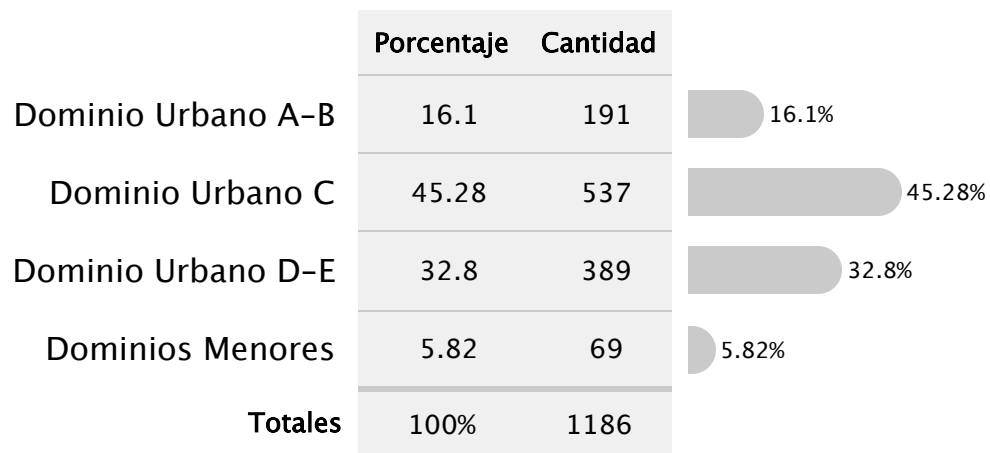 Porcentaje Cantidad
Dominio Urbano A-B 16.1 191 16.1%
Dominio Urbano C 45.28 537 45.28%
Dominio Urbano D-E 32.8 389 32.8%
Dominios Menores 5.82 69 5.82%
Totales 100% 1186